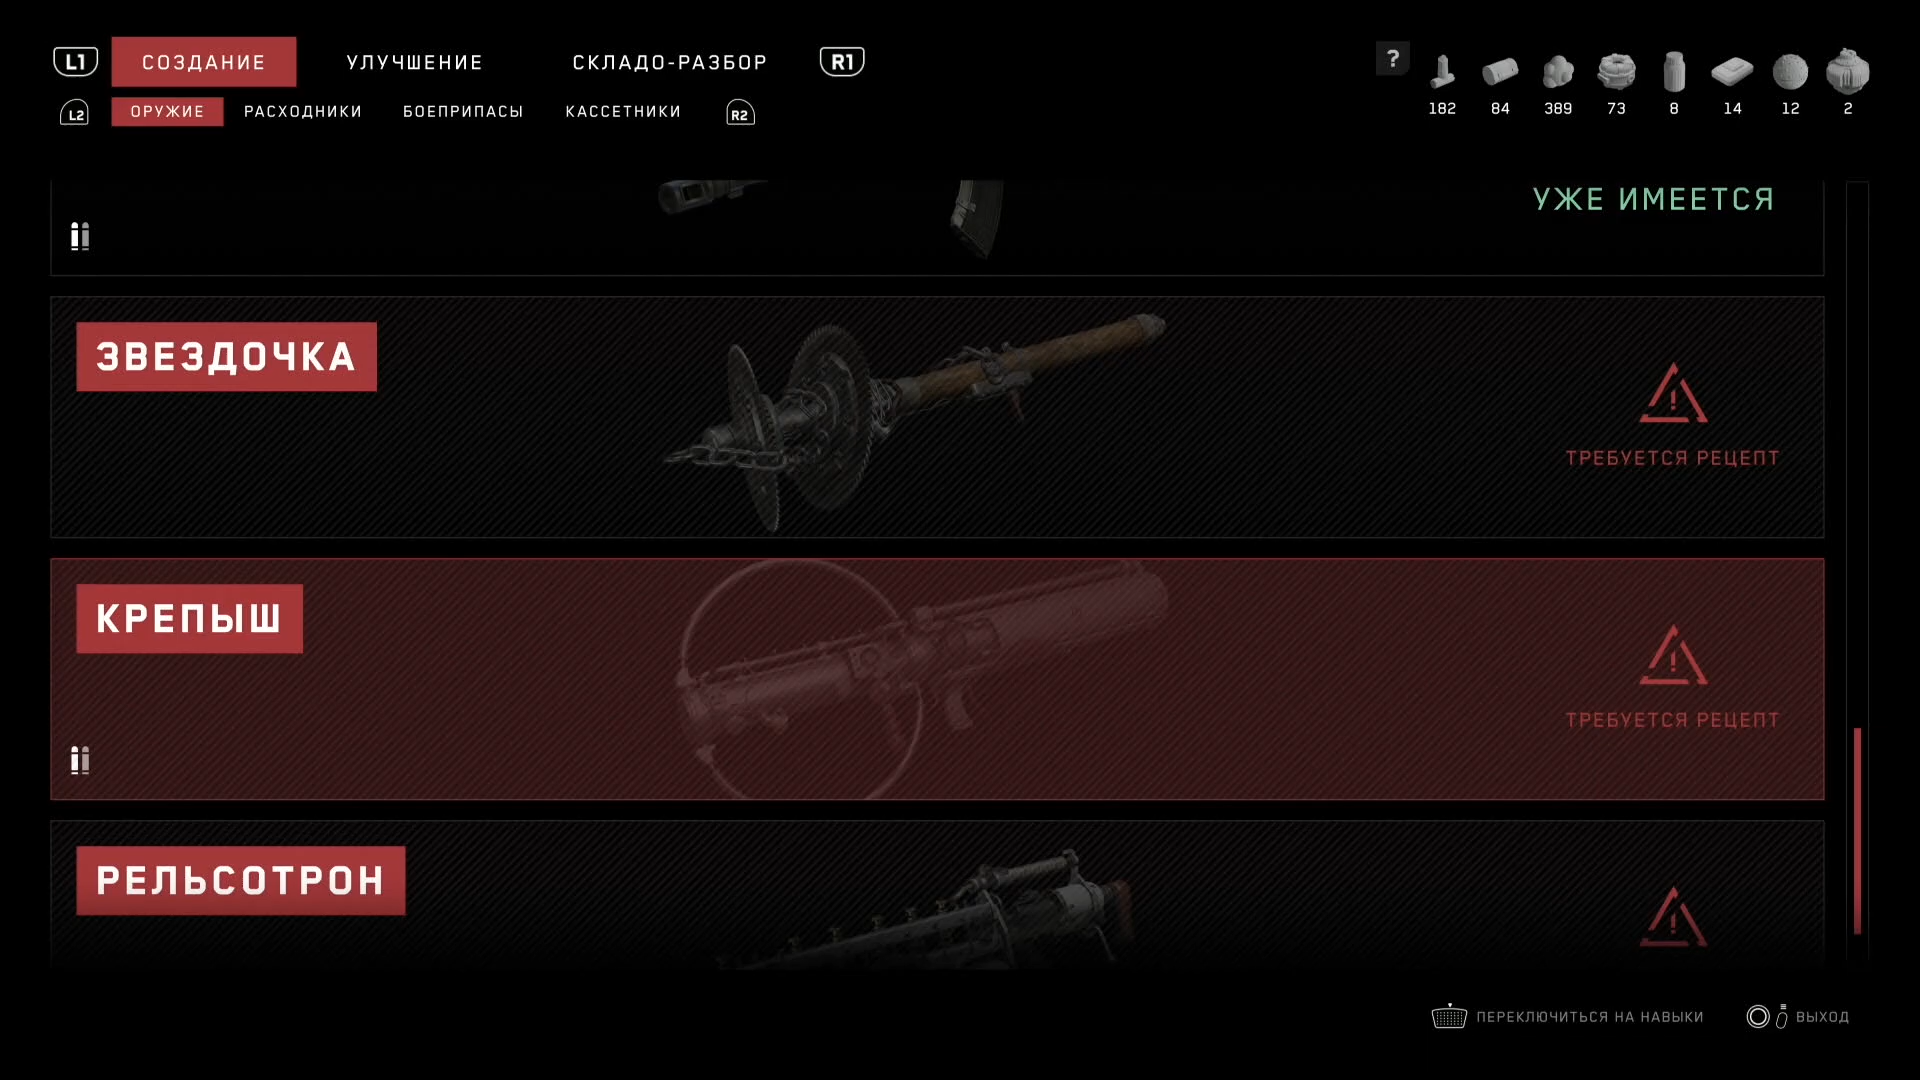 L1 СОЗДАНИЕ УЛУЧШЕНИЕ СКЛАДО-РАЗБОР R1
L2 ОРУЖИЕ РАСХОДНИКИ БОЕПРИПАСЫ КАССЕТНИКИ R2
?
182 84 389 73 8 14 12 2
УЖЕ ИМЕЕТСЯ
ЗВЕЗДОЧКА
ТРЕБУЕТСЯ РЕЦЕПТ
КРЕПЫШ
ТРЕБУЕТСЯ РЕЦЕПТ
РЕЛЬСОТРОН
ПЕРЕКЛЮЧИТЬСЯ НА НАВЫКИ ВЫХОД